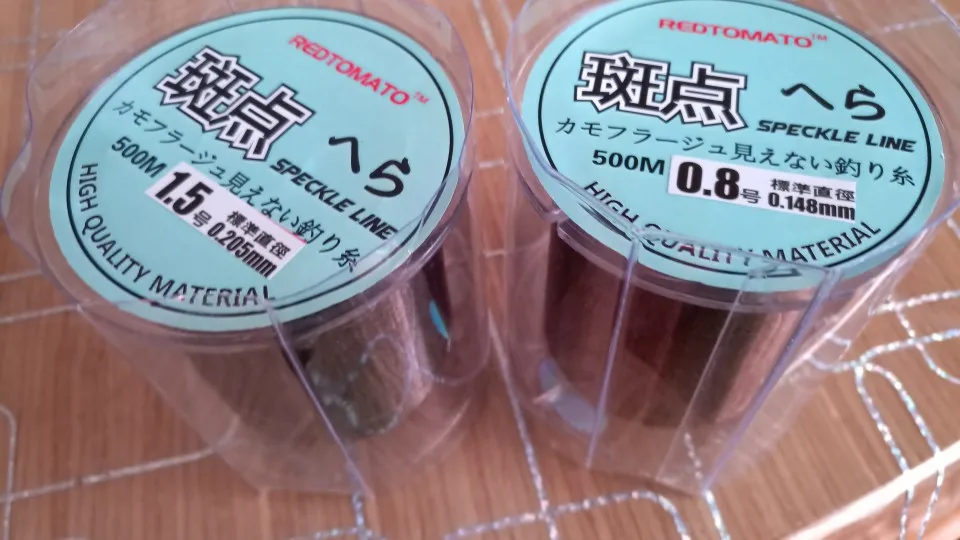 REDTOMATO™
斑点 へら
SPECKLE LINE
カモフラージュ見えない釣り糸
500M 1.5号 標準直徑 0.205mm
HIGH QUALITY MATERIAL
REDTOMATO™
斑点 へら
SPECKLE LINE
カモフラージュ見えない釣り糸
500M 0.8号 標準直徑 0.148mm
HIGH QUALITY MATERIAL